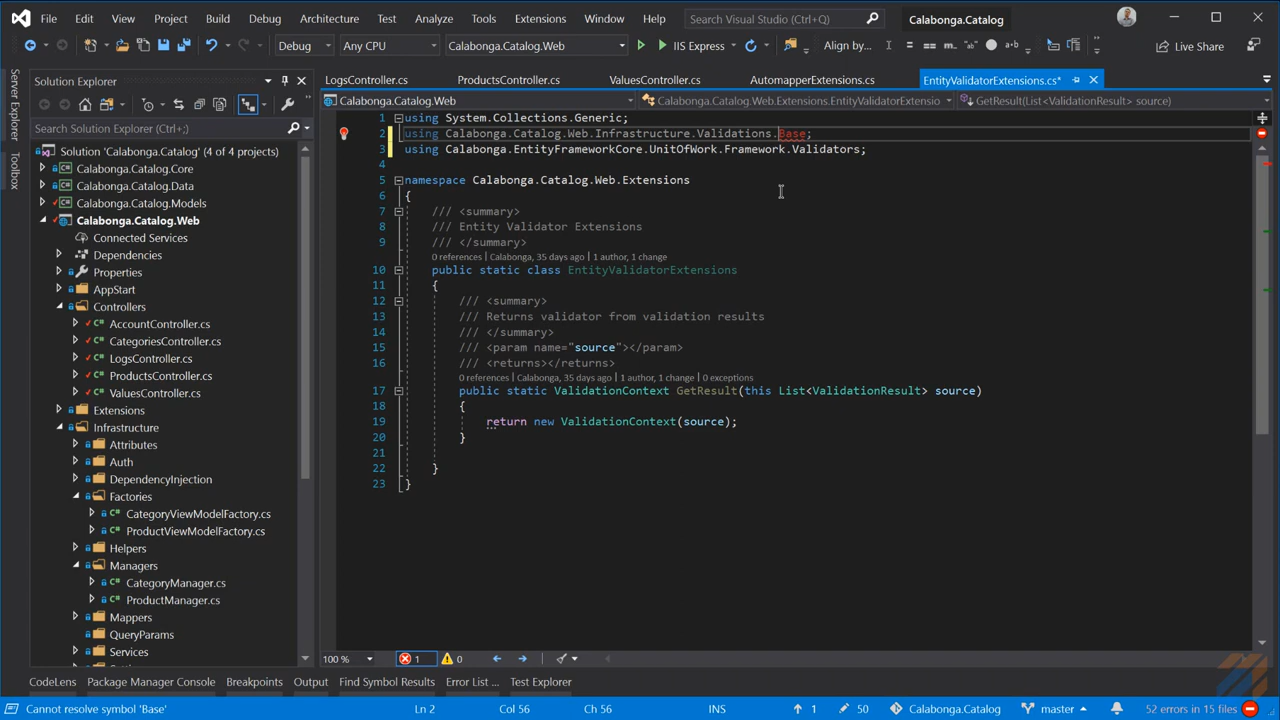 File Edit View Project Build Debug Architecture Test Analyze Tools Extensions Window Help Search Visual Studio (Ctrl+Q) Calabonga.Catalog
Debug Any CPU Calabonga.Catalog.Web IIS Express Align by... Live Share
Server Explorer
Toolbox
Solution Explorer
Search Solution Explorer (Ctrl+;)
Solution 'Calabonga.Catalog' (4 of 4 projects)
Calabonga.Catalog.Core
Calabonga.Catalog.Data
Calabonga.Catalog.Models
Calabonga.Catalog.Web
Connected Services
Dependencies
Properties
AppStart
Controllers
AccountController.cs
CategoriesController.cs
LogsController.cs
ProductsController.cs
ValuesController.cs
Extensions
Infrastructure
Attributes
Auth
DependencyInjection
Factories
CategoryViewModelFactory.cs
ProductViewModelFactory.cs
Helpers
Managers
CategoryManager.cs
ProductManager.cs
Mappers
QueryParams
Services
LogsController.cs ProductsController.cs ValuesController.cs AutomapperExtensions.cs EntityValidatorExtensions.cs*
Calabonga.Catalog.Web Calabonga.Catalog.Web.Extensions.EntityValidatorExtensio GetResult(List<ValidationResult> source)
1 using System.Collections.Generic;
2 using Calabonga.Catalog.Web.Infrastructure.Validations.Base;
3 using Calabonga.EntityFrameworkCore.UnitOfWork.Framework.Validators;
4
5 namespace Calabonga.Catalog.Web.Extensions
6 {
7 /// <summary>
8 /// Entity Validator Extensions
9 /// </summary>
0 references | Calabonga, 35 days ago | 1 author, 1 change
10 public static class EntityValidatorExtensions
11 {
12 /// <summary>
13 /// Returns validator from validation results
14 /// </summary>
15 /// <param name="source"></param>
16 /// <returns></returns>
0 references | Calabonga, 35 days ago | 1 author, 1 change | 0 exceptions
17 public static ValidationContext GetResult(this List<ValidationResult> source)
18 {
19 return new ValidationContext(source);
20 }
21
22 }
23 }
100 % 1 0
CodeLens Package Manager Console Breakpoints Output Find Symbol Results Error List ... Test Explorer
Cannot resolve symbol 'Base' Ln 2 Col 56 Ch 56 INS 1 50 Calabonga.Catalog master 52 errors in 15 files